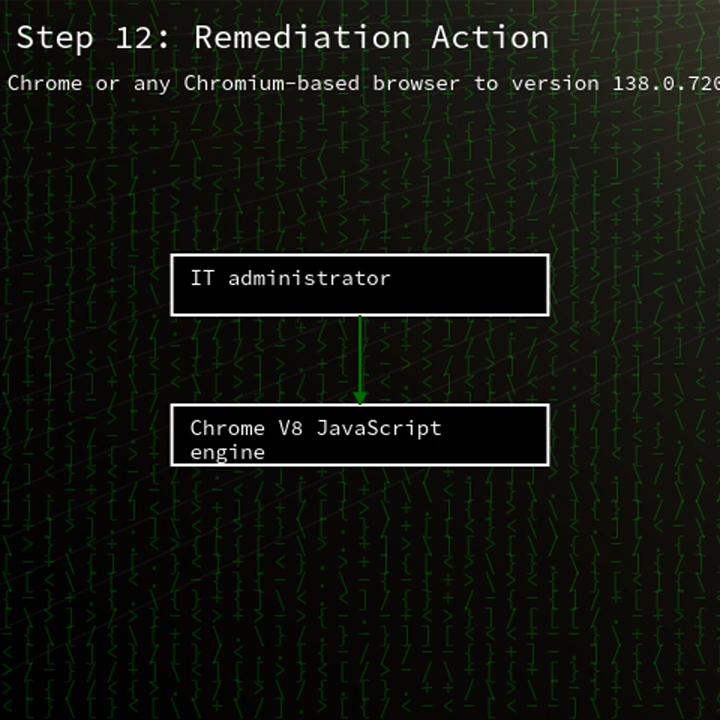 Step 12: Remediation Action
Chrome or any Chromium-based browser to version 138.0.720
IT administrator
Chrome V8 JavaScript
engine